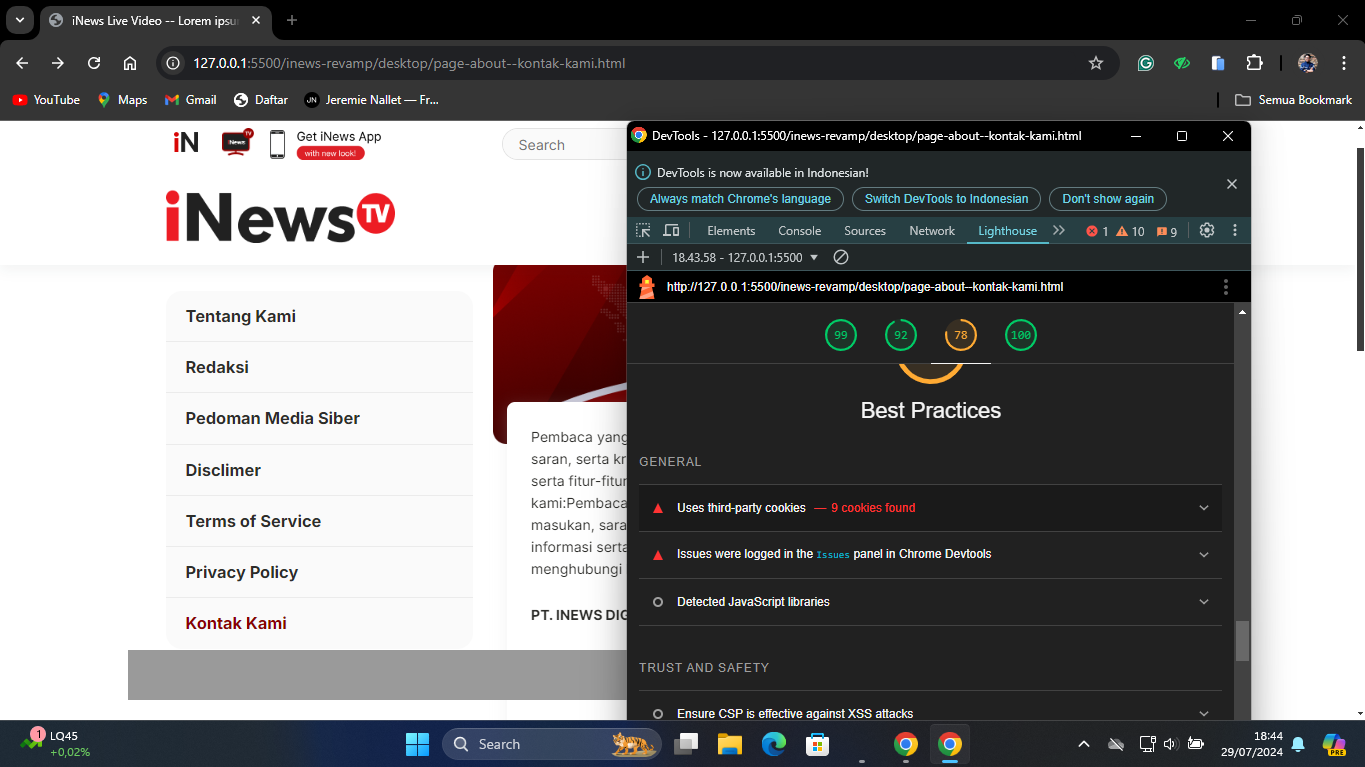 iNews Live Video -- Lorem ipsu
127.0.0.1:5500/inews-revamp/desktop/page-about--kontak-kami.html
YouTube
Maps
Gmail
Daftar
JN
Jeremie Nallet — Fr...
Semua Bookmark
iN
iNews
TV
Get iNews App
with new look!
Search
iNews TV
Tentang Kami
Redaksi
Pedoman Media Siber
Disclimer
Terms of Service
Privacy Policy
Kontak Kami
Pembaca yang
saran, serta kr
serta fitur-fitur
kami:Pembaca
masukan, sara
informasi serta
menghubungi
PT. INEWS DIG
DevTools - 127.0.0.1:5500/inews-revamp/desktop/page-about--kontak-kami.html
DevTools is now available in Indonesian!
Always match Chrome's language
Switch DevTools to Indonesian
Don't show again
Elements
Console
Sources
Network
Lighthouse
1
10
9
18.43.58 - 127.0.0.1:5500
http://127.0.0.1:5500/inews-revamp/desktop/page-about--kontak-kami.html
99
92
78
100
Best Practices
GENERAL
Uses third-party cookies — 9 cookies found
Issues were logged in the Issues panel in Chrome Devtools
Detected JavaScript libraries
TRUST AND SAFETY
Ensure CSP is effective against XSS attacks
1
LQ45
+0,02%
Search
18:44
29/07/2024
PRE